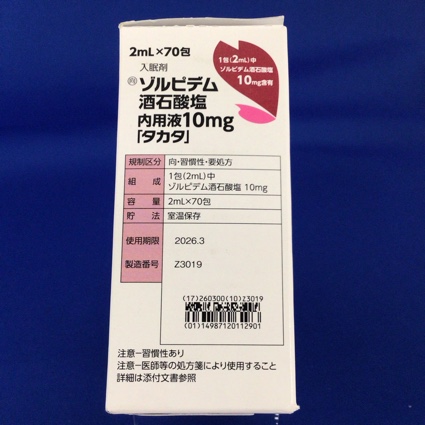 2mL×70包
入眠剤
1包(2mL)中
ゾルピデム酒石酸塩
10mg含有
㊞ゾルピデム
酒石酸塩
内用液10mg
「タカタ」
規制区分 向・習慣性・要処方
組成 1包(2mL)中
ゾルピデム酒石酸塩 10mg
容量 2mL×70包
貯法 室温保存
使用期限 2026.3
製造番号 Z3019
(17)260300(10)Z3019
(01)14987120112901
注意−習慣性あり
注意−医師等の処方箋により使用すること
詳細は添付文書参照